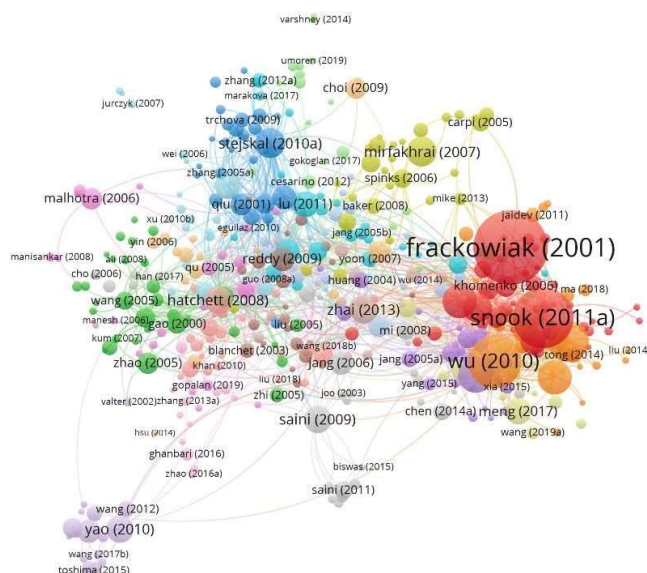 varshney (2014)
umoren (2019)
zhang (2012a)
choi (2009)
marakova (2017)
jurczyk (2007)
trchova (2009)
carpi (2005)
stejskal (2010a)
mirfakhrai (2007)
wei (2006)
gokoglan (2017)
zhang (2005a)
cesarino (2012)
spinks (2006)
malhotra (2006)
qiu (2001)
lu (2011)
baker (2008)
mike (2013)
jaidev (2011)
xu (2010b)
eguilaz (2010)
jang (2005b)
yin (2006)
frackowiak (2001)
manisankar (2008)
ali (2008)
reddy (2009)
yoon (2007)
cho (2006)
han (2017)
qu (2005)
guo (2008a)
huang (2004)
wu (2014)
khomenko (2005)
ma (2018)
wang (2005)
hatchett (2008)
zhai (2013)
snook (2011a)
manesh (2006)
gao (2000)
liu (2005)
mi (2008)
kum (2007)
wang (2018b)
tong (2014)
liu (2014)
zhao (2005)
blanchet (2003)
jang (2006)
jang (2005a)
wu (2010)
khan (2010)
gopalan (2019)
liu (2018)
yang (2015)
xia (2015)
valter (2002)
zhang (2013a)
zhi (2005)
joo (2003)
chen (2014a)
meng (2017)
saini (2009)
hsu (2014)
wang (2019a)
ghanbari (2016)
zhao (2016a)
biswas (2015)
saini (2011)
wang (2012)
yao (2010)
wang (2017b)
toshima (2015)